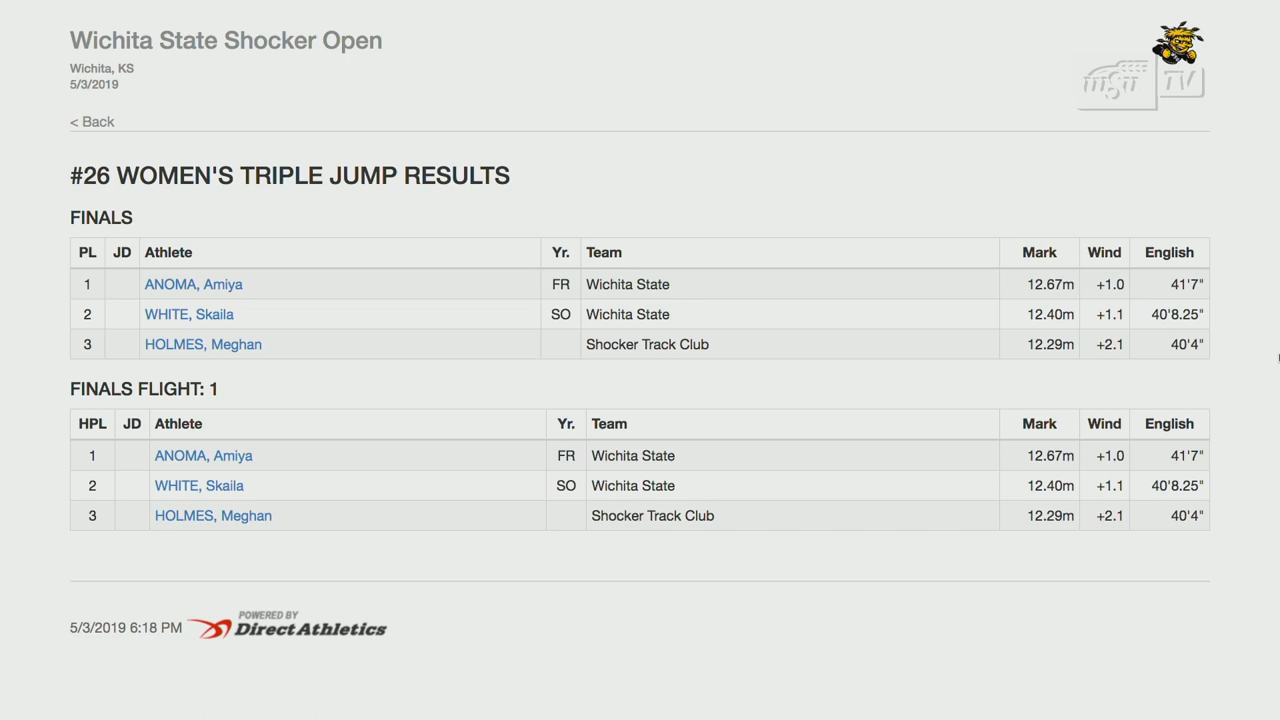 Wichita State Shocker Open
Wichita, KS
5/3/2019
TV
< Back
#26 WOMEN'S TRIPLE JUMP RESULTS
FINALS
PL JD Athlete Yr. Team Mark Wind English
1 ANOMA, Amiya FR Wichita State 12.67m +1.0 41'7"
2 WHITE, Skaila SO Wichita State 12.40m +1.1 40'8.25"
3 HOLMES, Meghan Shocker Track Club 12.29m +2.1 40'4"
FINALS FLIGHT: 1
HPL JD Athlete Yr. Team Mark Wind English
1 ANOMA, Amiya FR Wichita State 12.67m +1.0 41'7"
2 WHITE, Skaila SO Wichita State 12.40m +1.1 40'8.25"
3 HOLMES, Meghan Shocker Track Club 12.29m +2.1 40'4"
5/3/2019 6:18 PM POWERED BY
DirectAthletics